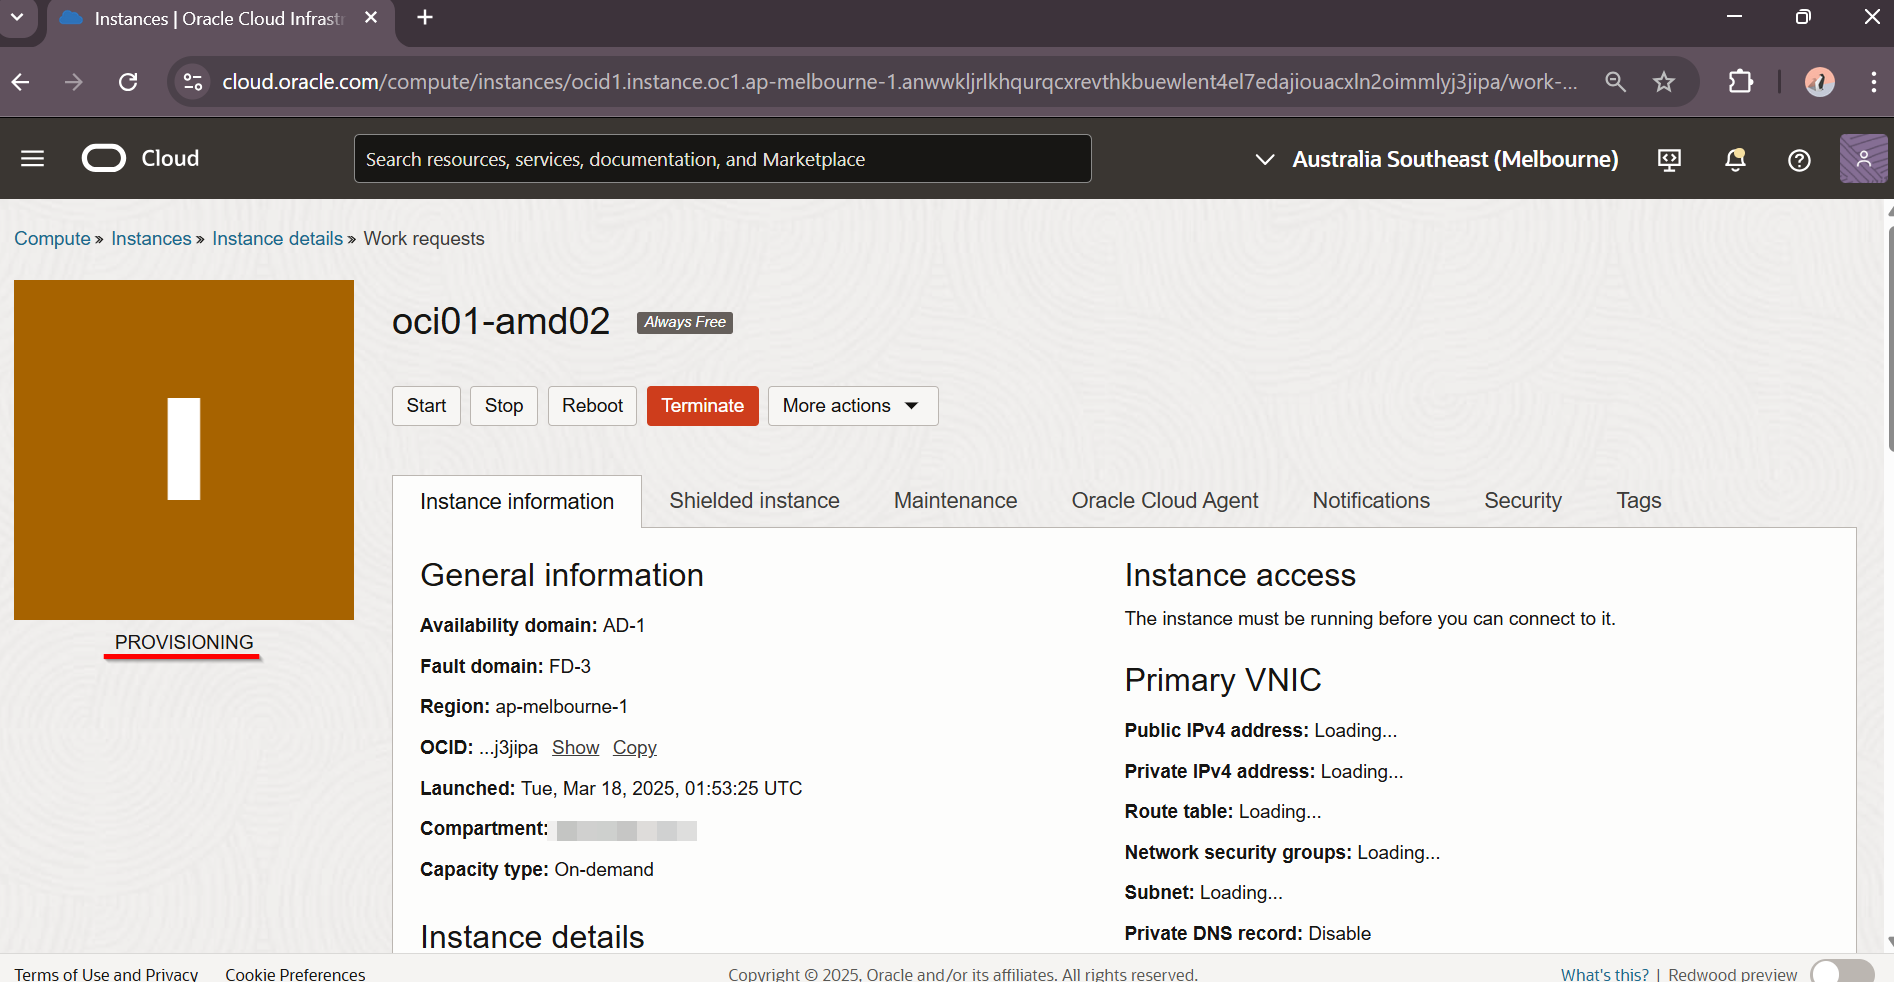 Instances | Oracle Cloud Infrastr
cloud.oracle.com/compute/instances/ocid1.instance.oc1.ap-melbourne-1.anwwkljrlkhqurqcxrevthkbuewlent4el7edajiouacxln2oimmlyj3jipa/work-...
Cloud
Search resources, services, documentation, and Marketplace
Australia Southeast (Melbourne)
Compute » Instances » Instance details » Work requests
I
PROVISIONING
oci01-amd02 Always Free
Start Stop Reboot Terminate More actions
Instance information Shielded instance Maintenance Oracle Cloud Agent Notifications Security Tags
General information
Availability domain: AD-1
Fault domain: FD-3
Region: ap-melbourne-1
OCID: ...j3jipa Show Copy
Launched: Tue, Mar 18, 2025, 01:53:25 UTC
Compartment:
Capacity type: On-demand
Instance details
Instance access
The instance must be running before you can connect to it.
Primary VNIC
Public IPv4 address: Loading...
Private IPv4 address: Loading...
Route table: Loading...
Network security groups: Loading...
Subnet: Loading...
Private DNS record: Disable
Terms of Use and Privacy Cookie Preferences
Copyright © 2025, Oracle and/or its affiliates. All rights reserved.
What's this? | Redwood preview